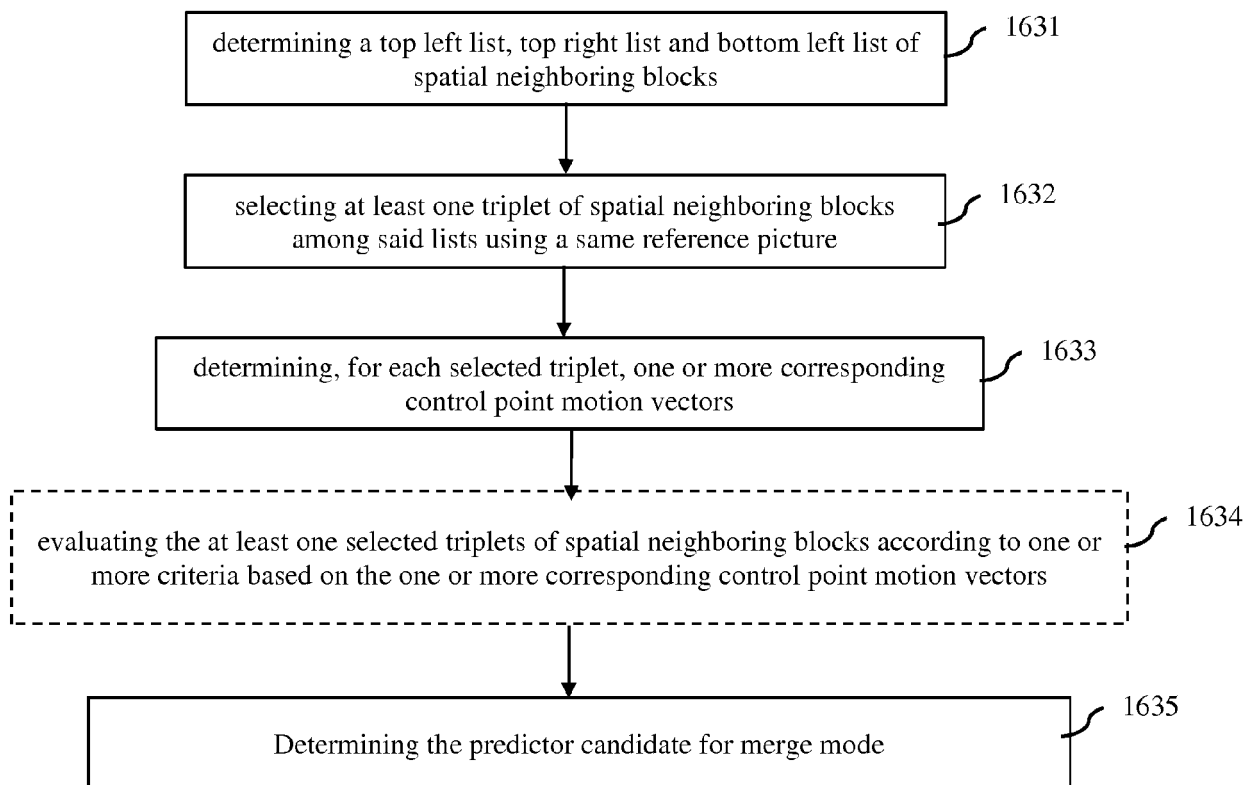 determining a top left list, top right list and bottom left list of
spatial neighboring blocks
1631
selecting at least one triplet of spatial neighboring blocks
among said lists using a same reference picture
1632
determining, for each selected triplet, one or more corresponding
control point motion vectors
1633
evaluating the at least one selected triplets of spatial neighboring blocks according to one or
more criteria based on the one or more corresponding control point motion vectors
1634
Determining the predictor candidate for merge mode
1635